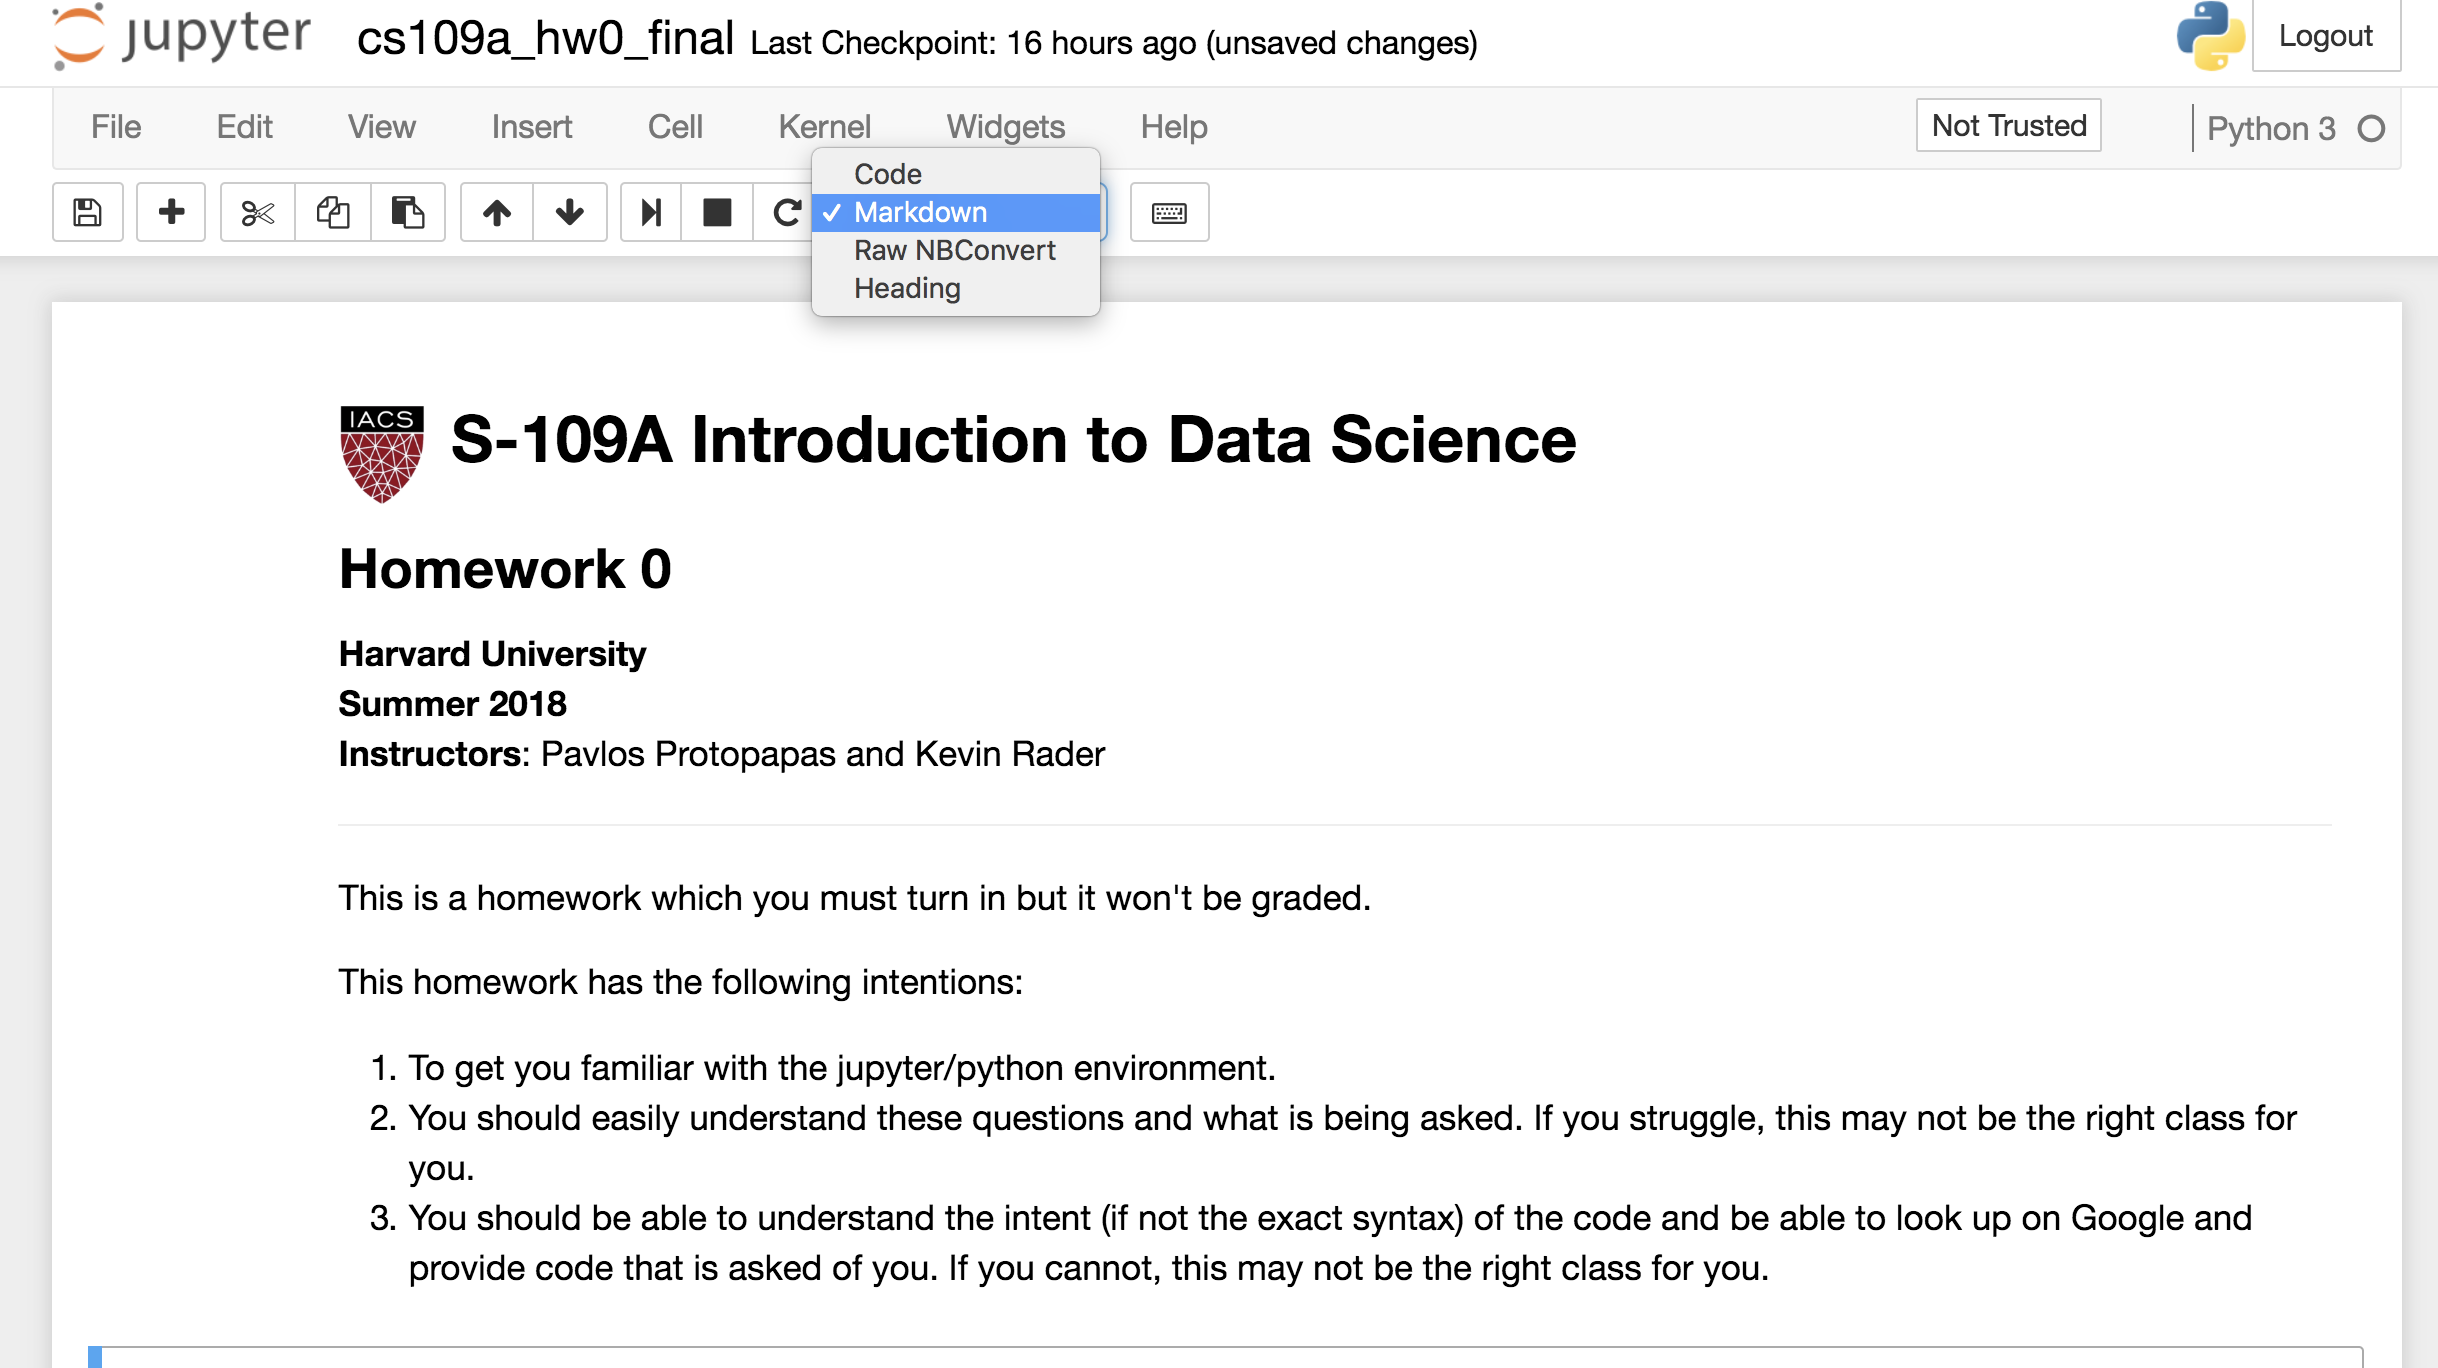 jupyter cs109a_hw0_final Last Checkpoint: 16 hours ago (unsaved changes) Logout
File Edit View Insert Cell Kernel Widgets Help Not Trusted Python 3
Code
✓ Markdown
Raw NBConvert
Heading
IACS S-109A Introduction to Data Science
Homework 0
Harvard University
Summer 2018
Instructors: Pavlos Protopapas and Kevin Rader
This is a homework which you must turn in but it won't be graded.
This homework has the following intentions:
1. To get you familiar with the jupyter/python environment.
2. You should easily understand these questions and what is being asked. If you struggle, this may not be the right class for
you.
3. You should be able to understand the intent (if not the exact syntax) of the code and be able to look up on Google and
provide code that is asked of you. If you cannot, this may not be the right class for you.